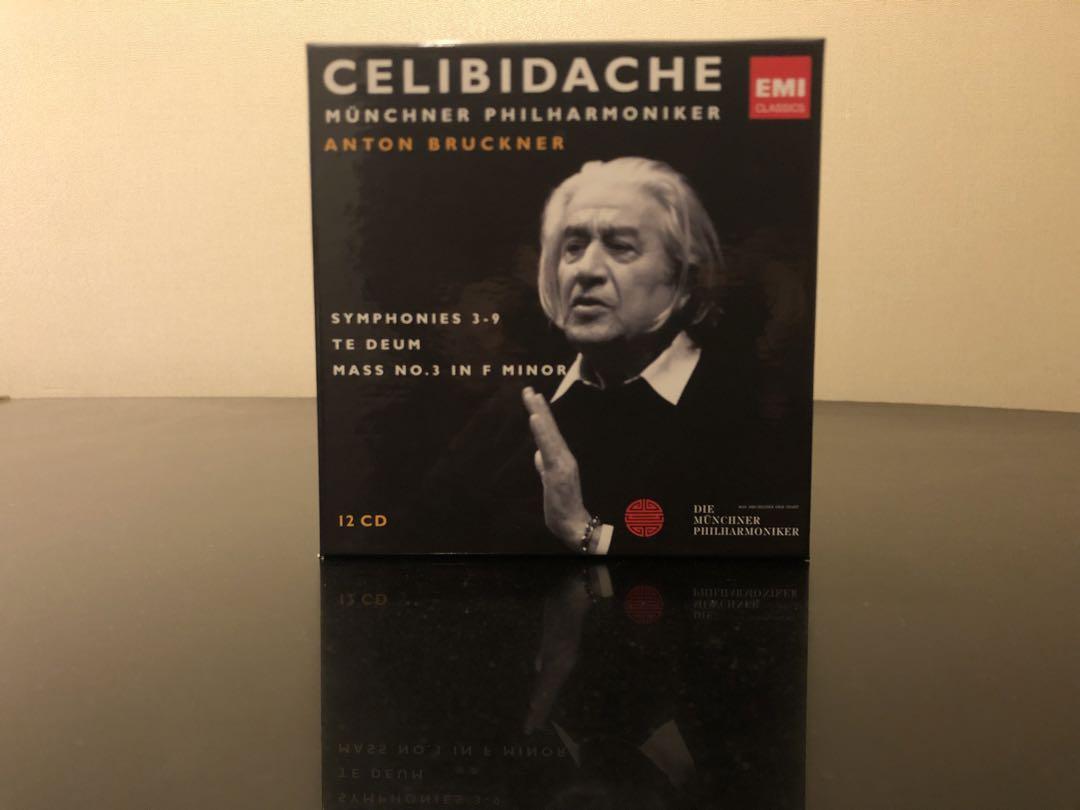 CELIBIDACHE
EMI
CLASSICS
MÜNCHNER PHILHARMONIKER
ANTON BRUCKNER
SYMPHONIES 3-9
TE DEUM
MASS NO.3 IN F MINOR
12 CD
DIE
MÜNCHNER
PHILHARMONIKER